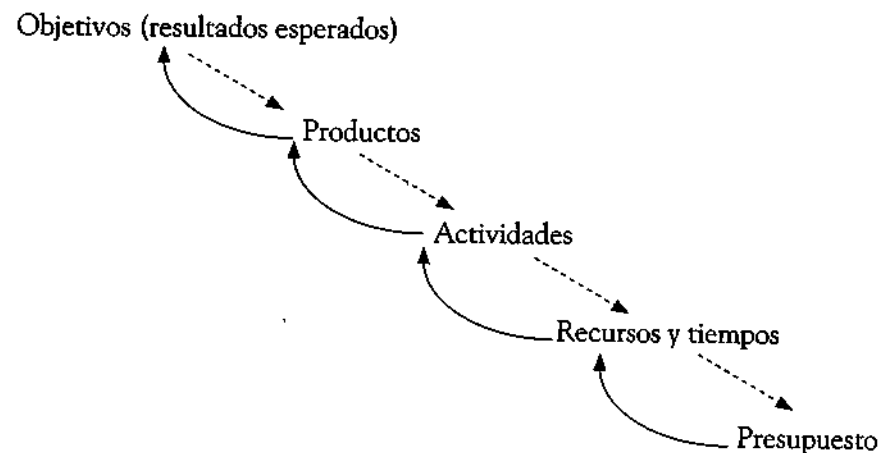 Objetivos (resultados esperados)
Productos
Actividades
Recursos y tiempos
Presupuesto